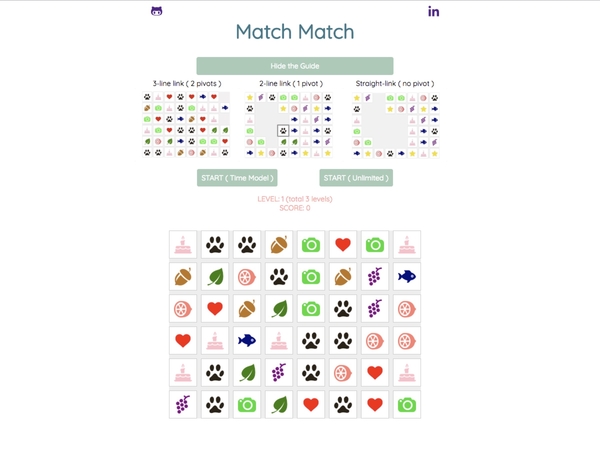 in
Match Match
Hide the Guide
3-line link ( 2 pivots )
2-line link ( 1 pivot )
Straight-link ( no pivot )
START ( Time Model )
START ( Unlimited )
LEVEL: 1 (total 3 levels)
SCORE: 0